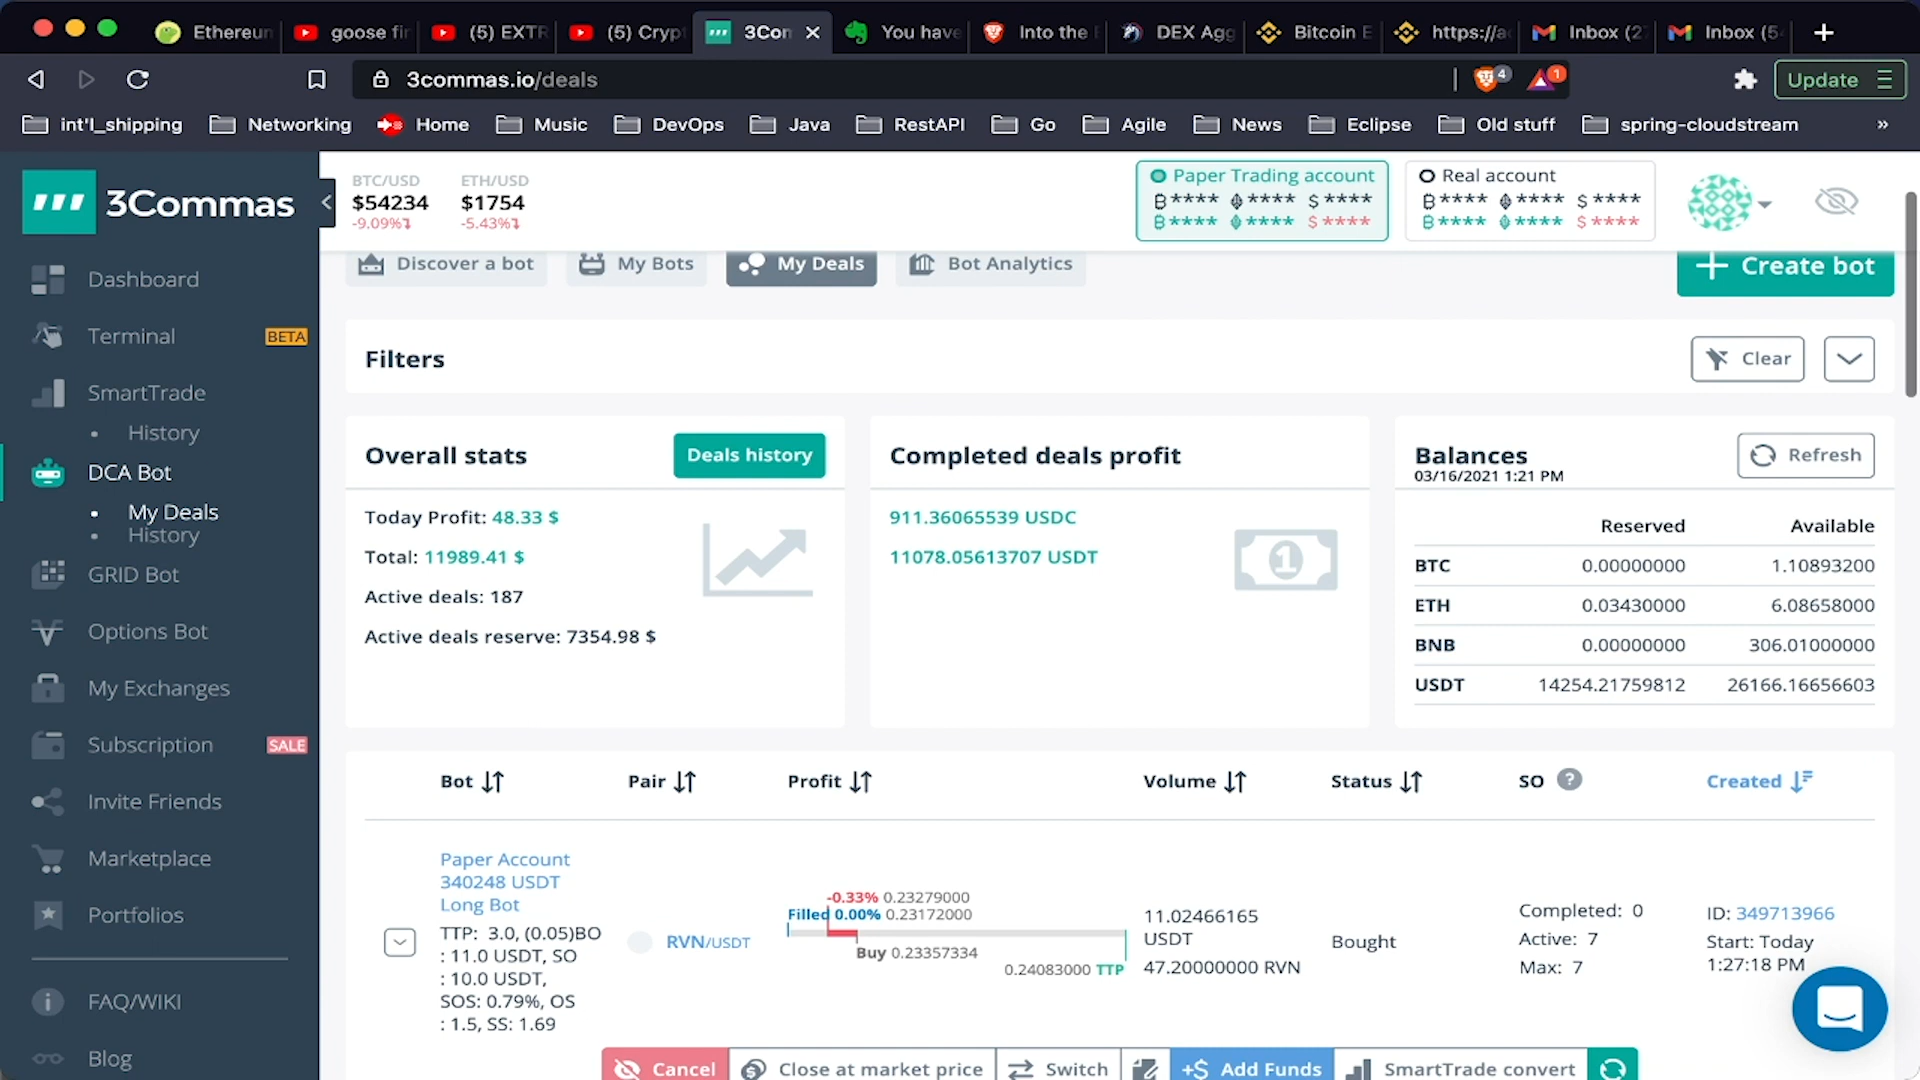 Ethereun
goose fir
(5) EXTR
(5) Crypt
3Con
You have
Into the
DEX Agg
Bitcoin E
https://a
Inbox (2
Inbox (5
3commas.io/deals
4
1
Update
int'l_shipping
Networking
Home
Music
DevOps
Java
RestAPI
Go
Agile
News
Eclipse
Old stuff
spring-cloudstream
»
3Commas
BTC/USD
$54234
-9.09%
ETH/USD
$1754
-5.43%
Paper Trading account
**** **** $ ****
**** **** $ ****
Real account
**** **** $ ****
**** **** $ ****
Dashboard
Terminal
BETA
SmartTrade
History
DCA Bot
My Deals
History
GRID Bot
Options Bot
My Exchanges
Subscription
SALE
Invite Friends
Marketplace
Portfolios
FAQ/WIKI
Blog
Discover a bot
My Bots
My Deals
Bot Analytics
Create bot
Filters
Clear
Overall stats
Deals history
Today Profit: 48.33 $
Total: 11989.41 $
Active deals: 187
Active deals reserve: 7354.98 $
Completed deals profit
911.36065539 USDC
11078.05613707 USDT
1
Balances
03/16/2021 1:21 PM
Refresh
Reserved Available
BTC 0.00000000 1.10893200
ETH 0.03430000 6.08658000
BNB 0.00000000 306.01000000
USDT 14254.21759812 26166.16656603
Bot Pair Profit Volume Status SO ? Created
Paper Account
340248 USDT
Long Bot
TTP: 3.0, (0.05)BO
: 11.0 USDT, SO
: 10.0 USDT,
SOS: 0.79%, OS
: 1.5, SS: 1.69
RVN/USDT
-0.33% 0.23279000
Filled 0.00% 0.23172000
Buy 0.23357334
0.24083000 TTP
11.02466165
USDT
47.20000000 RVN
Bought
Completed: 0
Active: 7
Max: 7
ID: 349713966
Start: Today
1:27:18 PM
Cancel
Close at market price
Switch
+$ Add Funds
SmartTrade convert